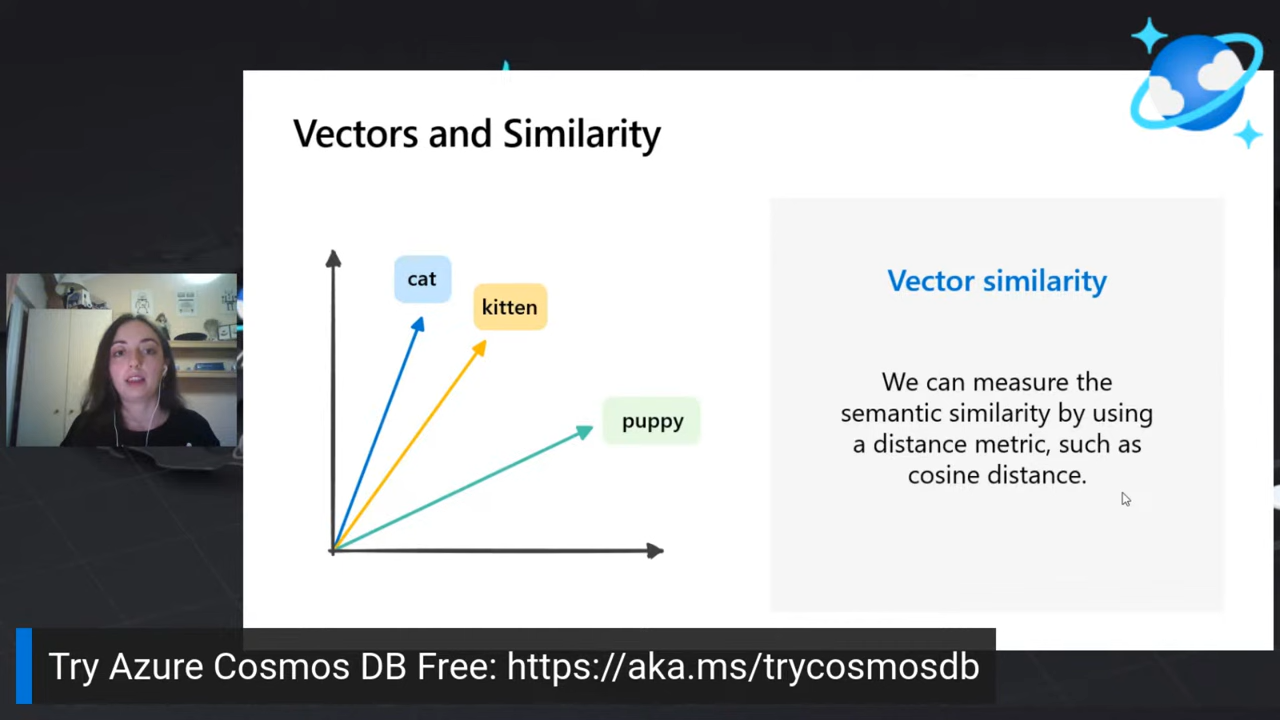 Vectors and Similarity
cat
kitten
puppy
Vector similarity
We can measure the
semantic similarity by using
a distance metric, such as
cosine distance.
Try Azure Cosmos DB Free: https://aka.ms/trycosmosdb